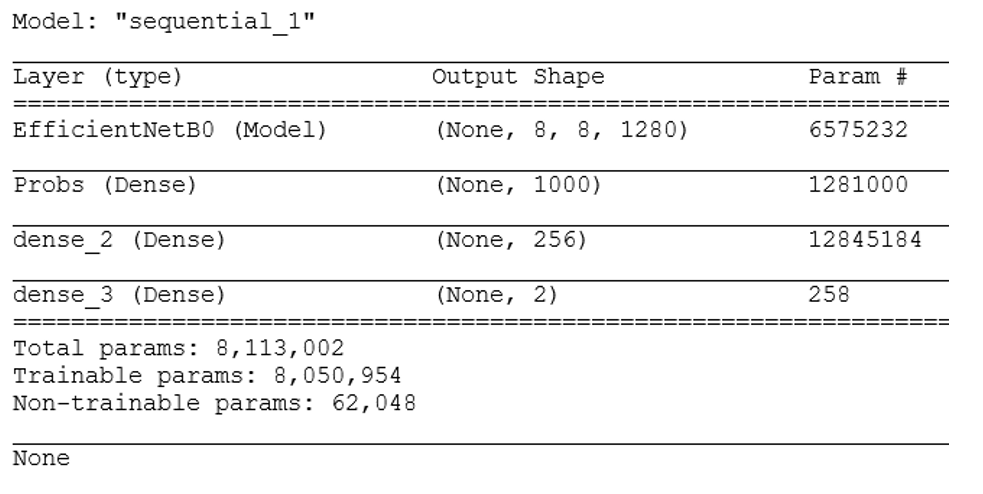 Model: "sequential_1"
Layer (type) Output Shape Param #
EfficientNetB0 (Model) (None, 8, 8, 1280) 6575232
Probs (Dense) (None, 1000) 1281000
dense_2 (Dense) (None, 256) 12845184
dense_3 (Dense) (None, 2) 258
Total params: 8,113,002
Trainable params: 8,050,954
Non-trainable params: 62,048
None